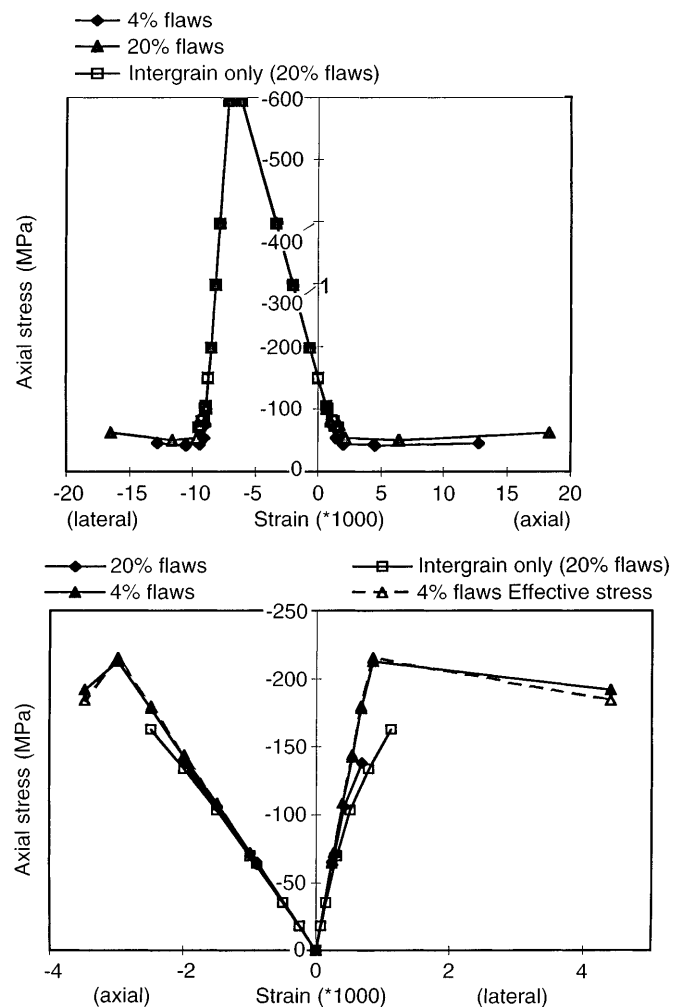 4% flaws
20% flaws
Intergrain only (20% flaws)
Axial stress (MPa)
-600
-500
-400
-300 1
-200
-100
0
-20 -15 -10 -5 0 5 10 15 20
(lateral) Strain (*1000) (axial)
20% flaws Intergrain only (20% flaws)
4% flaws 4% flaws Effective stress
Axial stress (MPa)
-250
-200
-150
-100
-50
0
-4 -2 0 2 4
(axial) Strain (*1000) (lateral)